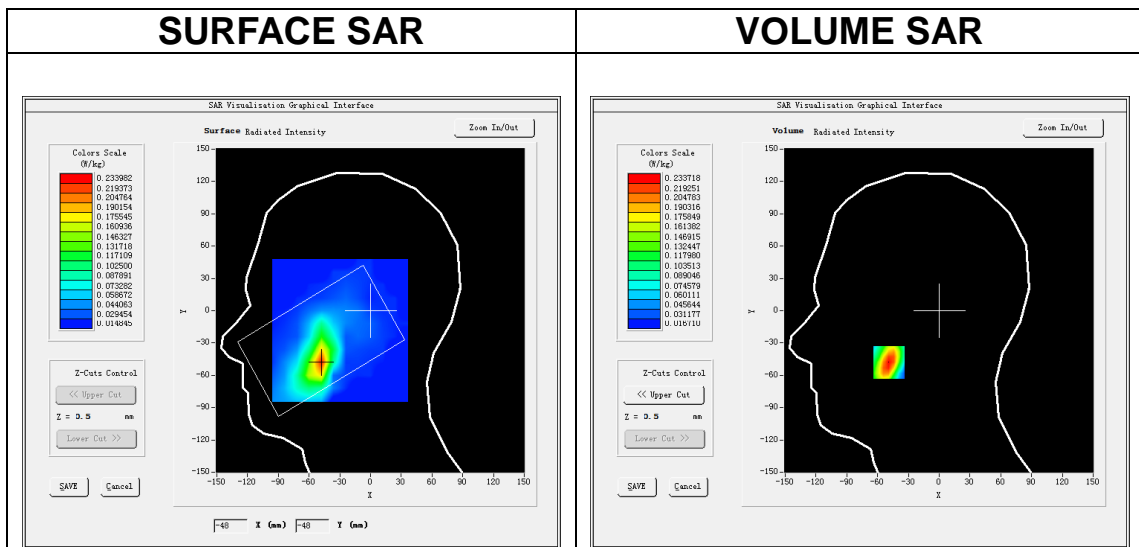 SURFACE SAR
VOLUME SAR
SAR Visualisation Graphical Interface
Surface Radiated Intensity
Zoom In/Out
Colors Scale
(W/kg)
0.233982
0.219373
0.204764
0.190154
0.175545
0.160936
0.146327
0.131718
0.117109
0.102500
0.087891
0.073282
0.058672
0.044063
0.029454
0.014845
150
120
90
60
30
0
-30
-60
-90
-120
-150
Y
-150 -120 -90 -60 -30 0 30 60 90 120 150
X
Z-Cuts Control
<< Upper Cut
Z = 0.5 mm
Lower Cut >>
SAVE Cancel
-48 X (mm) -48 Y (mm)
SAR Visualisation Graphical Interface
Volume Radiated Intensity
Zoom In/Out
Colors Scale
(W/kg)
0.233718
0.219251
0.204783
0.190316
0.175849
0.161382
0.146915
0.132447
0.117980
0.103513
0.089046
0.074579
0.060111
0.045644
0.031177
0.016710
150
120
90
60
30
0
-30
-60
-90
-120
-150
Y
-150 -120 -90 -60 -30 0 30 60 90 120 150
X
Z-Cuts Control
<< Upper Cut
Z = 0.5 mm
Lower Cut >>
SAVE Cancel